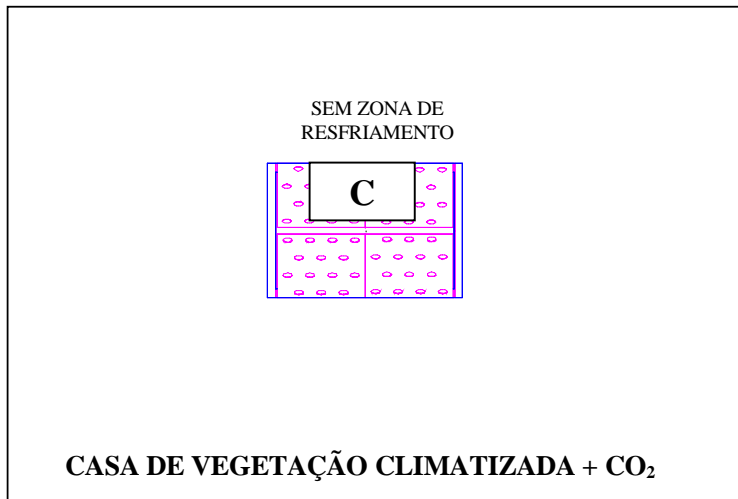 SEM ZONA DE
RESFRIAMENTO
C
CASA DE VEGETAÇÃO CLIMATIZADA + CO₂